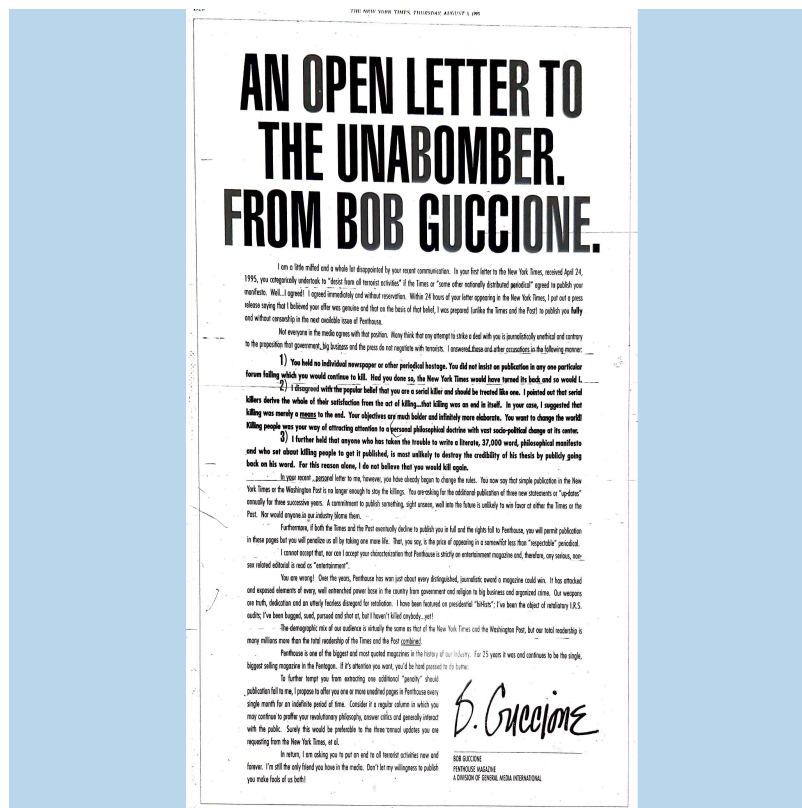 THE NEW YORK TIMES, THURSDAY, AUGUST 3, 1995
AN OPEN LETTER TO
THE UNABOMBER.
FROM BOB GUCCIONE.
I am a little miffed and a whole lot disappointed by your recent communication. In your first letter to the New York Times, received April 24,
1995, you categorically undertook to "desist from all terrorist activities" if the Times or "some other nationally distributed periodical" agreed to publish your
manifesto. Well...I agreed! I agreed immediately and without reservation. Within 24 hours of your letter appearing in the New York Times, I put out a press
release saying that I believed your offer was genuine and that on the basis of that belief, I was prepared (unlike the Times and the Post) to publish you fully
and without censorship in the next available issue of Penthouse.
Not everyone in the media agrees with that position. Many think that any attempt to strike a deal with you is journalistically unethical and contrary
to the proposition that government, big business and the press do not negotiate with terrorists. I answered those and other accusations in the following manner:
1) You held no individual newspaper or other periodical hostage. You did not insist on publication in any one particular
forum failing which you would continue to kill. Had you done so, the New York Times would have turned its back and so would I.
2) I disagreed with the popular belief that you are a serial killer and should be treated like one. I pointed out that serial
killers derive the whole of their satisfaction from the act of killing...that killing was an end in itself. In your case, I suggested that
killing was merely a means to the end. Your objectives are much bolder and infinitely more elaborate. You want to change the world!
Killing people was your way of attracting attention to a personal philosophical doctrine with vast socio-political change at its center.
3) I further held that anyone who has taken the trouble to write a literate, 37,000 word, philosophical manifesto
and who set about killing people to get it published, is most unlikely to destroy the credibility of his thesis by publicly going
back on his word. For this reason alone, I do not believe that you would kill again.
In your recent personal letter to me, however, you have already begun to change the rules. You now say that simple publication in the New
York Times or the Washington Post is no longer enough to stay the killings. You are asking for the additional publication of three new statements or "up-dates"
annually for three successive years. A commitment to publish something, sight unseen, well into the future is unlikely to win favor at either the Times or the
Post. Nor would anyone in our industry blame them.
Furthermore, if both the Times and the Post eventually decline to publish you in full and the rights fall to Penthouse, you will permit publication
in these pages but you will penalize us all by taking one more life. That, you say, is the price of appearing in a somewhat less than "respectable" periodical.
I cannot accept that, nor can I accept your characterization that Penthouse is strictly an entertainment magazine and, therefore, any serious, non-
sex related editorial is read as "entertainment".
You are wrong! Over the years, Penthouse has won just about every distinguished, journalistic award a magazine could win. It has attacked
and exposed elements of every, well entrenched power base in the country from government and religion to big business and organized crime. Our weapons
are truth, dedication and an utterly fearless disregard for retaliation. I have been featured on presidential "hit-lists"; I've been the object of retaliatory I.R.S.
audits; I've been bugged, sued, pursued and shot at, but I haven't killed anybody...yet!
The demographic mix of our audience is virtually the same as that of the New York Times and the Washington Post, but our total readership is
many millions more than the total readership of the Times and the Post combined.
Penthouse is one of the biggest and most quoted magazines in the history of our industry. For 25 years it was and continues to be the single,
biggest selling magazine in the Pentagon. If it's attention you want, you'd be hard pressed to do better.
To further tempt you from extracting one additional "penalty" should
publication fall to me, I propose to offer you one or more unedited pages in Penthouse every
single month for an indefinite period of time. Consider it a regular column in which you
may continue to proffer your revolutionary philosophy, answer critics and generally interact
with the public. Surely this would be preferable to the three annual updates you are
requesting from the New York Times, et al.
In return, I am asking you to put an end to all terrorist activities now and
forever. I'm still the only friend you have in the media. Don't let my willingness to publish
you make fools of us both!
B. Guccione
BOB GUCCIONE
PENTHOUSE MAGAZINE
A DIVISION OF GENERAL MEDIA INTERNATIONAL